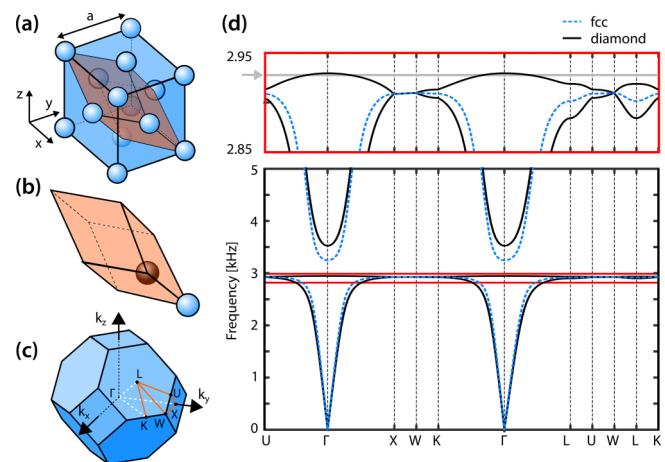 (a)
a
z
y
x
(b)
(c)
k_z
L
Γ
U
X
k_y
k_x
K
W
(d)
fcc
diamond
2.95
2.85
5
4
3
2
1
0
Frequency [kHz]
U Γ X W K Γ L U W L K